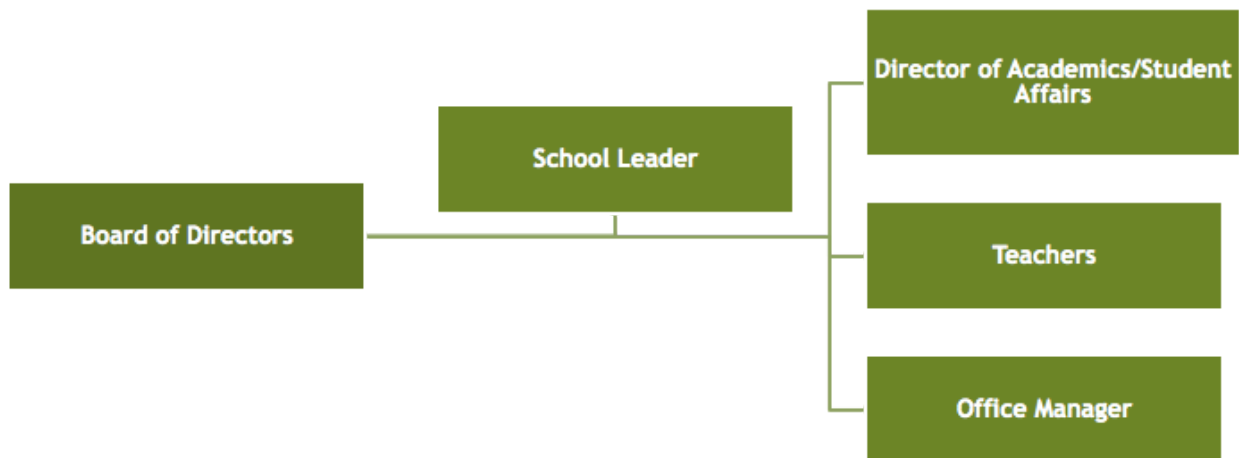 Director of Academics/Student
Affairs
School Leader
Board of Directors
Teachers
Office Manager